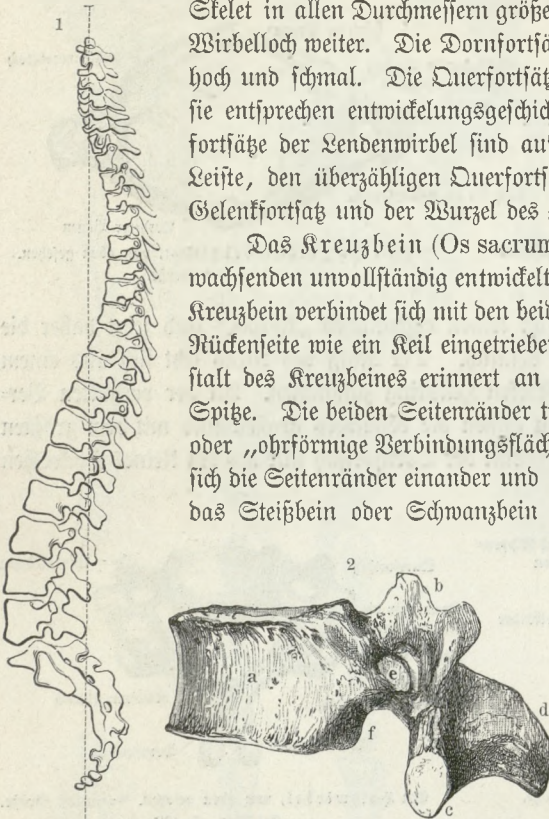 1
Skelet in allen Durchmessern größe
Wirbelloch weiter. Die Dornfortsä
hoch und schmal. Die Querfortsät
sie entsprechen entwickelungsgeschich
fortsätze der Lendenwirbel sind au
Leiste, den überzähligen Querforts
Gelenkfortsatz und der Wurzel des
Das Kreuzbein (Os sacrum
wachsenden unvollständig entwickelt
Kreuzbein verbindet sich mit den beid
Rückenseite wie ein Keil eingetriebe
stalt des Kreuzbeines erinnert an
Spitze. Die beiden Seitenränder t
oder „ohrförmige Verbindungsfläch
sich die Seitenränder einander und
das Steißbein oder Schwanzbein
2
b
a
e
f
d
c